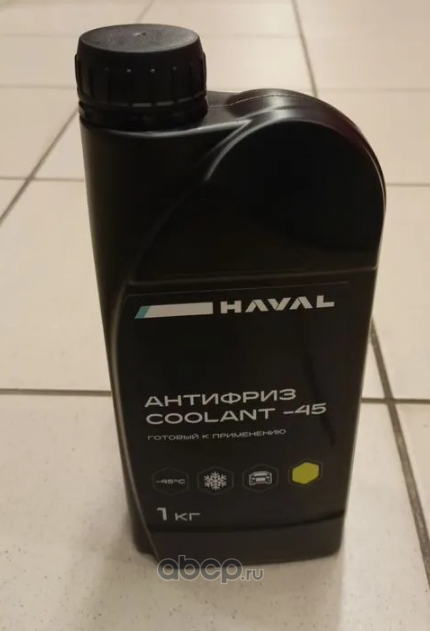 HAVAL
АНТИФРИЗ
COOLANT -45
ГОТОВЫЙ К ПРИМЕНЕНИЮ
-45°C
1 КГ
abcp.ru